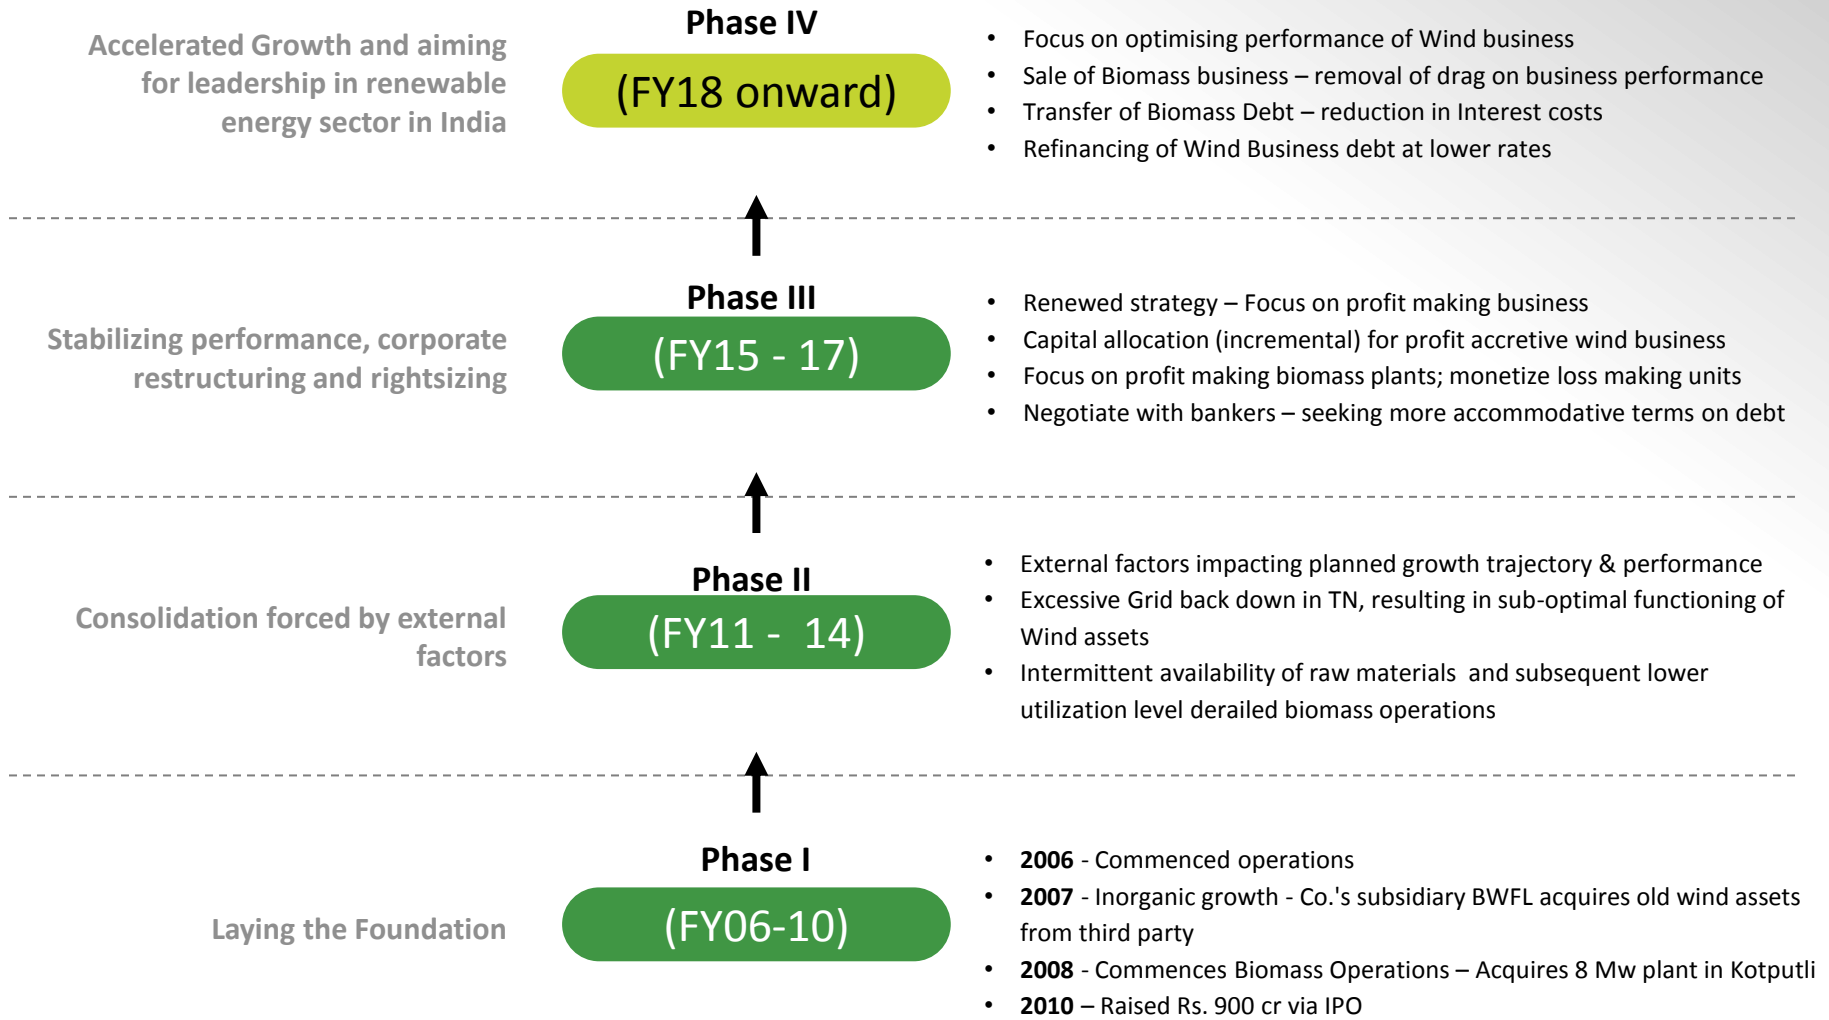 Phase IV
Accelerated Growth and aiming
for leadership in renewable
energy sector in India
(FY18 onward)
• Focus on optimising performance of Wind business
• Sale of Biomass business – removal of drag on business performance
• Transfer of Biomass Debt – reduction in Interest costs
• Refinancing of Wind Business debt at lower rates
Phase III
Stabilizing performance, corporate
restructuring and rightsizing
(FY15 - 17)
• Renewed strategy – Focus on profit making business
• Capital allocation (incremental) for profit accretive wind business
• Focus on profit making biomass plants; monetize loss making units
• Negotiate with bankers – seeking more accommodative terms on debt
Phase II
Consolidation forced by external
factors
(FY11 - 14)
• External factors impacting planned growth trajectory & performance
• Excessive Grid back down in TN, resulting in sub-optimal functioning of
Wind assets
• Intermittent availability of raw materials and subsequent lower
utilization level derailed biomass operations
Phase I
Laying the Foundation
(FY06-10)
• 2006 - Commenced operations
• 2007 - Inorganic growth - Co.'s subsidiary BWFL acquires old wind assets
from third party
• 2008 - Commences Biomass Operations – Acquires 8 Mw plant in Kotputli
• 2010 – Raised Rs. 900 cr via IPO